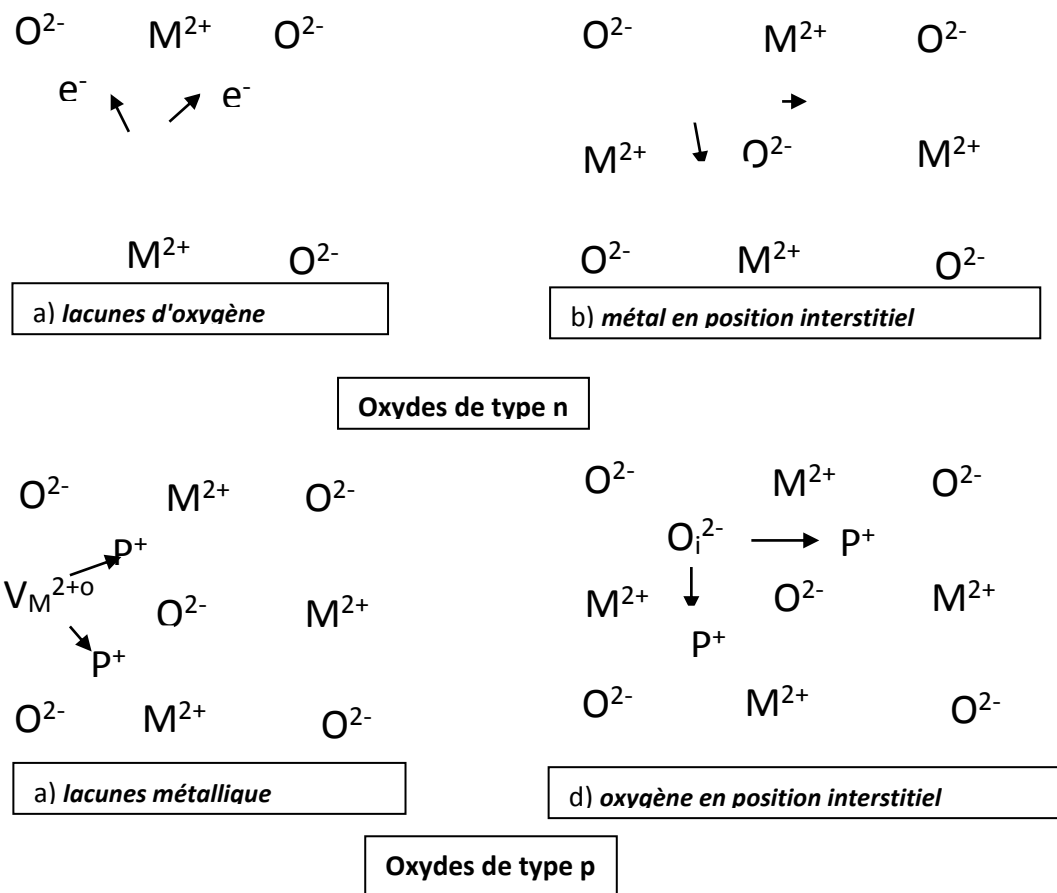 O²⁻ M²⁺ O²⁻
e⁻ e⁻
M²⁺ O²⁻
a) lacunes d'oxygène
O²⁻ M²⁺ O²⁻
M²⁺ O²⁻ M²⁺
O²⁻ M²⁺ O²⁻
b) métal en position interstitiel
Oxydes de type n
O²⁻ M²⁺ O²⁻
P⁺
V_M²⁺° O²⁻ M²⁺
P⁺
O²⁻ M²⁺ O²⁻
a) lacunes métallique
O²⁻ M²⁺ O²⁻
Oᵢ²⁻ P⁺
M²⁺ O²⁻ M²⁺
P⁺
O²⁻ M²⁺ O²⁻
d) oxygène en position interstitiel
Oxydes de type p